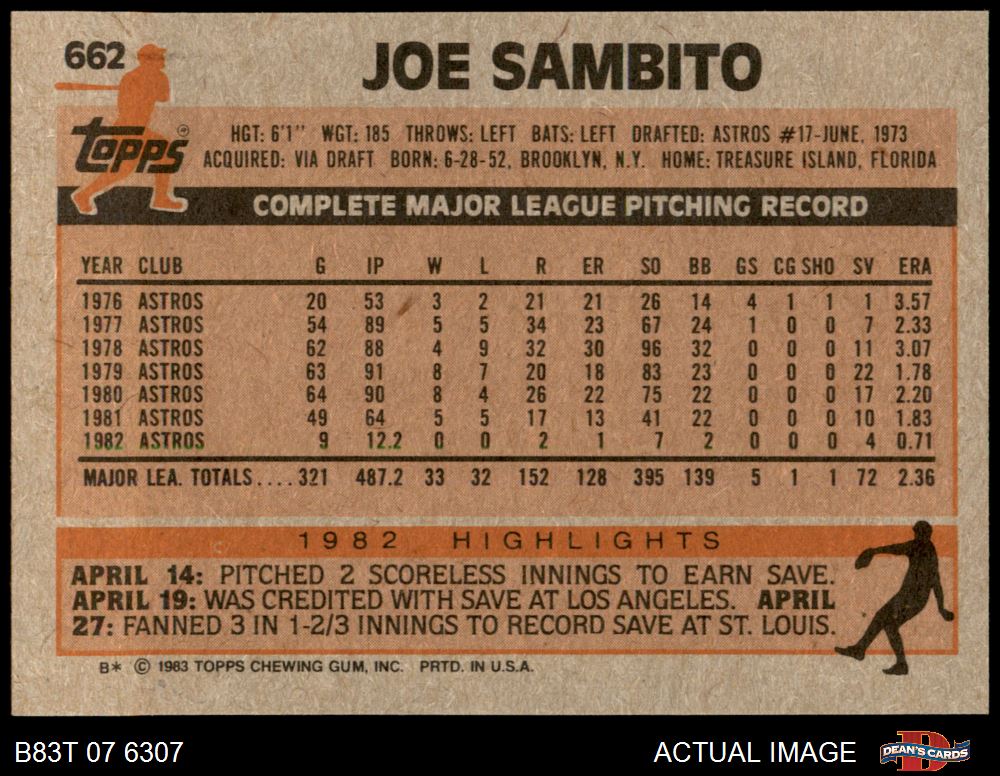 662
JOE SAMBITO
Topps ®
HGT: 6'1" WGT: 185 THROWS: LEFT BATS: LEFT DRAFTED: ASTROS #17-JUNE, 1973
ACQUIRED: VIA DRAFT BORN: 6-28-52, BROOKLYN, N.Y. HOME: TREASURE ISLAND, FLORIDA
COMPLETE MAJOR LEAGUE PITCHING RECORD
YEAR CLUB G IP W L R ER SO BB GS CG SHO SV ERA
1976 ASTROS 20 53 3 2 21 21 26 14 4 1 1 1 3.57
1977 ASTROS 54 89 5 5 34 23 67 24 1 0 0 7 2.33
1978 ASTROS 62 88 4 9 32 30 96 32 0 0 0 11 3.07
1979 ASTROS 63 91 8 7 20 18 83 23 0 0 0 22 1.78
1980 ASTROS 64 90 8 4 26 22 75 22 0 0 0 17 2.20
1981 ASTROS 49 64 5 5 17 13 41 22 0 0 0 10 1.83
1982 ASTROS 9 12.2 0 0 2 1 7 2 0 0 0 4 0.71
MAJOR LEA. TOTALS.... 321 487.2 33 32 152 128 395 139 5 1 1 72 2.36
1982 HIGHLIGHTS
APRIL 14: PITCHED 2 SCORELESS INNINGS TO EARN SAVE.
APRIL 19: WAS CREDITED WITH SAVE AT LOS ANGELES. APRIL
27: FANNED 3 IN 1-2/3 INNINGS TO RECORD SAVE AT ST. LOUIS.
B* © 1983 TOPPS CHEWING GUM, INC. PRTD. IN U.S.A.
B83T 07 6307 ACTUAL IMAGE DEAN'S CARDS